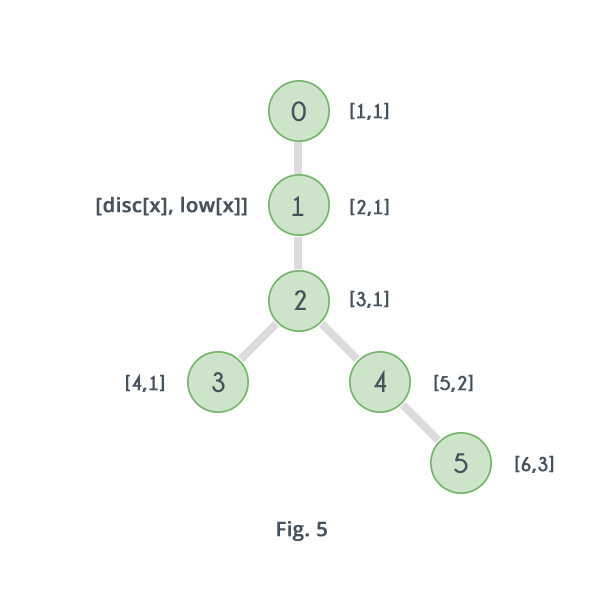 0 [1,1]
[disc[x], low[x]] 1 [2,1]
2 [3,1]
[4,1] 3 4 [5,2]
5 [6,3]
Fig. 5